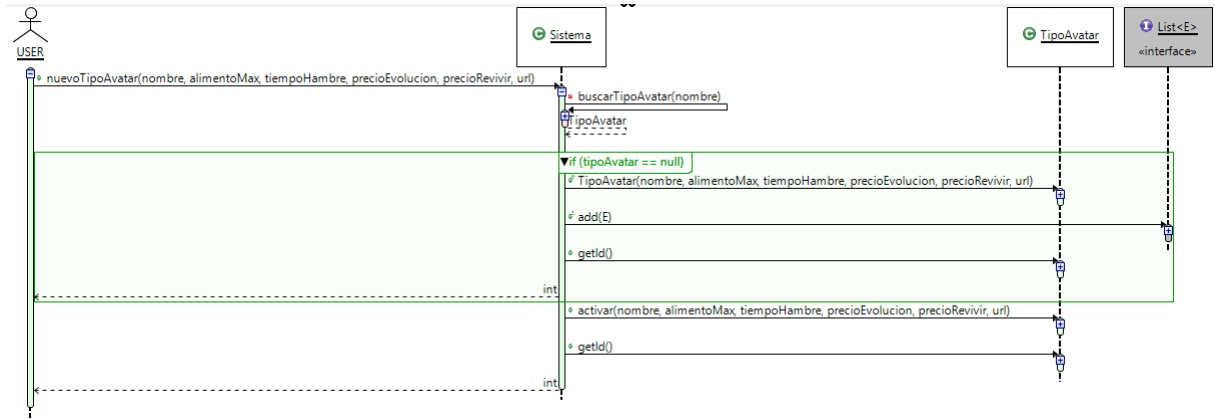 USER
Sistema
TipoAvatar
List<E>
«interface»
nuevoTipoAvatar(nombre, alimentoMax, tiempoHambre, precioEvolucion, precioRevivir, url)
buscarTipoAvatar(nombre)
TipoAvatar
if (tipoAvatar == null)
TipoAvatar(nombre, alimentoMax, tiempoHambre, precioEvolucion, precioRevivir, url)
add(E)
getId()
int
activar(nombre, alimentoMax, tiempoHambre, precioEvolucion, precioRevivir, url)
getId()
int